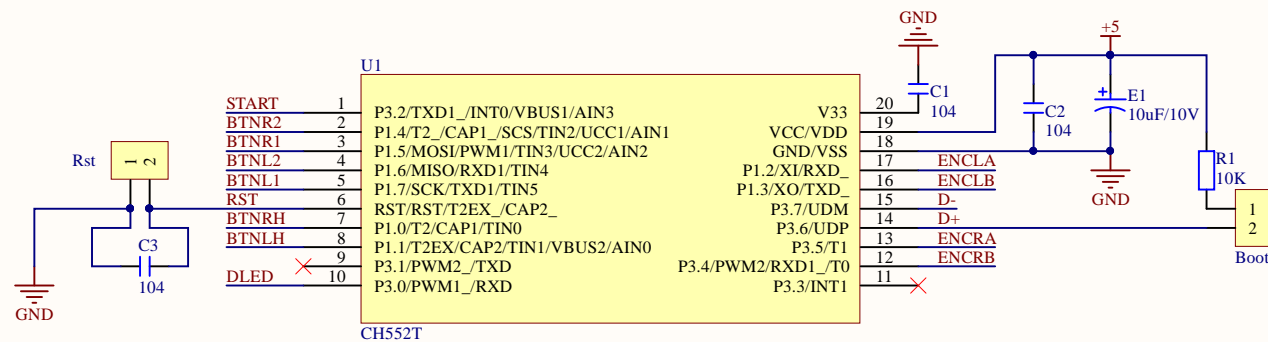 GND
+5
U1
C1
104
C2
104
E1
10uF/10V
START 1 P3.2/TXD1_/INT0/VBUS1/AIN3 V33 20
BTNR2 2 P1.4/T2_/CAP1_/SCS/TIN2/UCC1/AIN1 VCC/VDD 19
BTNR1 3 P1.5/MOSI/PWM1/TIN3/UCC2/AIN2 GND/VSS 18
BTNL2 4 P1.6/MISO/RXD1/TIN4 P1.2/XI/RXD_ 17 ENCLA
BTNL1 5 P1.7/SCK/TXD1/TIN5 P1.3/XO/TXD_ 16 ENCLB
RST 6 RST/RST/T2EX_/CAP2_ P3.7/UDM 15 D-
BTNRH 7 P1.0/T2/CAP1/TIN0 P3.6/UDP 14 D+
BTNLH 8 P1.1/T2EX/CAP2/TIN1/VBUS2/AIN0 P3.5/T1 13 ENCRA
9 P3.1/PWM2_/TXD P3.4/PWM2/RXD1_/T0 12 ENCRB
DLED 10 P3.0/PWM1_/RXD P3.3/INT1 11
Rst
1 2
C3
104
GND
GND
R1
10K
1
2
Boot
CH552T